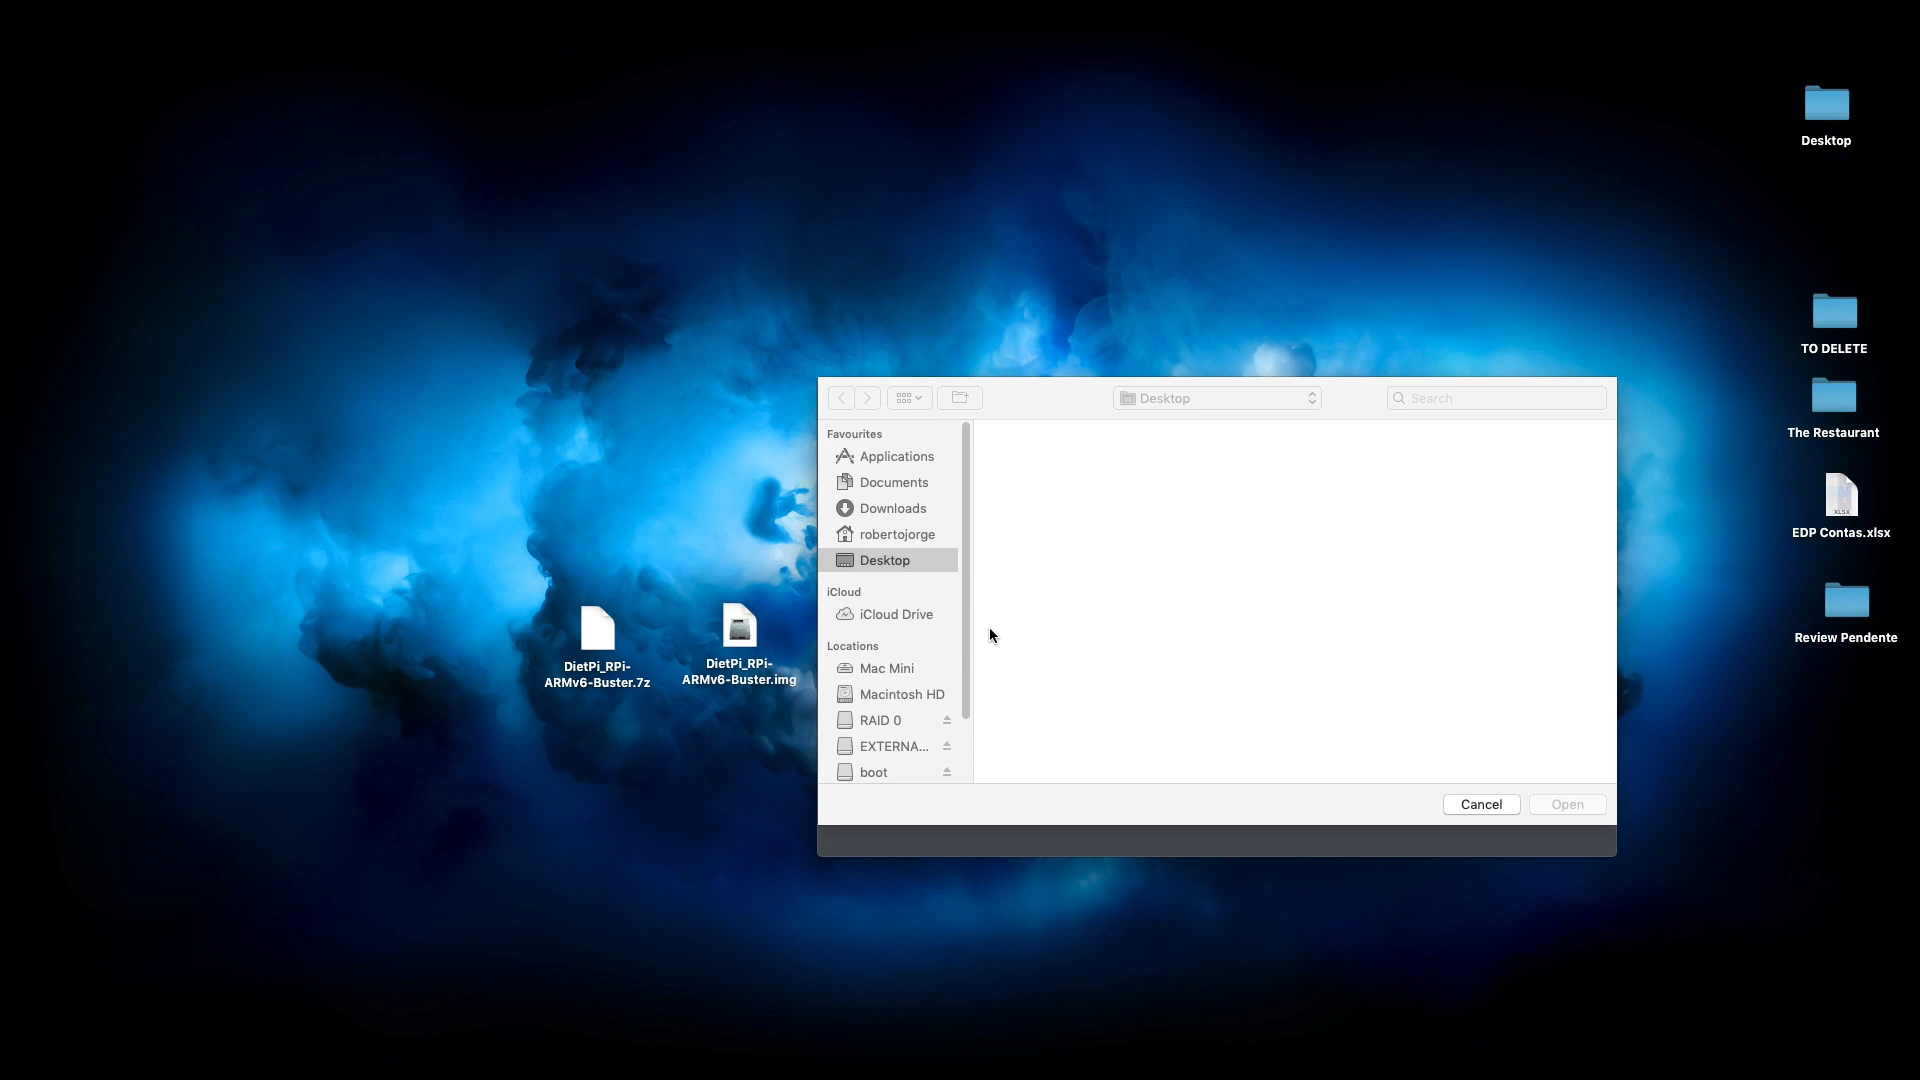 Desktop
TO DELETE
Desktop
Search
The Restaurant
Favourites
Applications
Documents
Downloads
XLSX
robertojorge
EDP Contas.xlsx
Desktop
iCloud
iCloud Drive
Review Pendente
Locations
Mac Mini
DietPi_RPi-
ARMv6-Buster.7z
DietPi_RPi-
ARMv6-Buster.img
Macintosh HD
RAID 0
EXTERNA...
boot
Cancel
Open